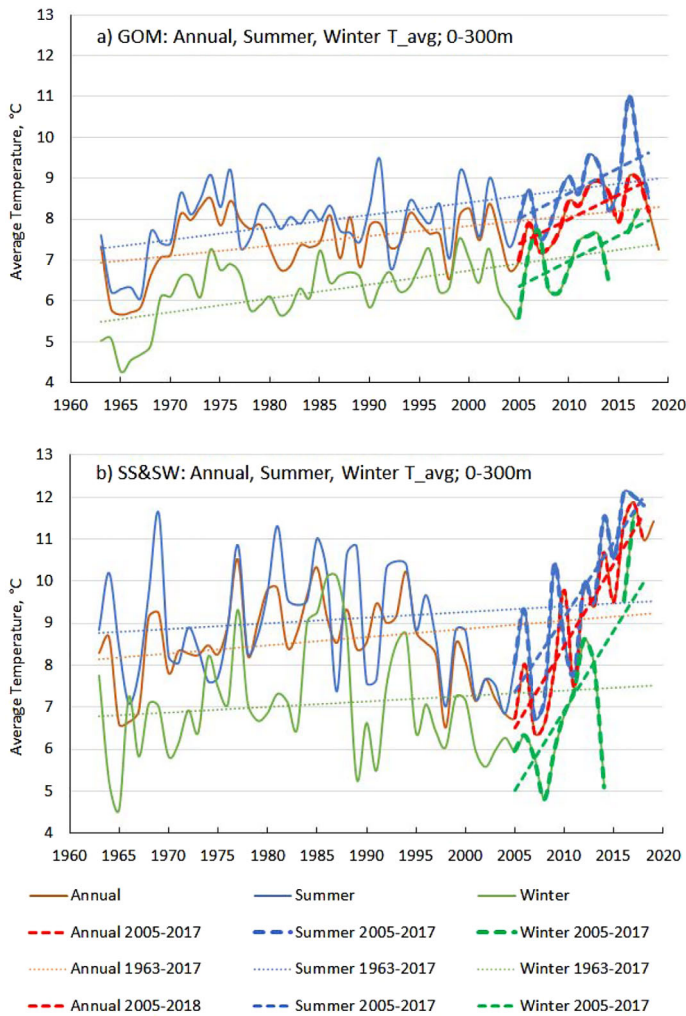 13
a) GOM: Annual, Summer, Winter T_avg; 0-300m
12
11
10
9
8
7
6
5
4
Average Temperature, °C
1960 1965 1970 1975 1980 1985 1990 1995 2000 2005 2010 2015 2020
13
b) SS&SW: Annual, Summer, Winter T_avg; 0-300m
12
11
10
9
8
7
6
5
4
Average Temperature, °C
1960 1965 1970 1975 1980 1985 1990 1995 2000 2005 2010 2015 2020
Annual Summer Winter
Annual 2005-2017 Summer 2005-2017 Winter 2005-2017
Annual 1963-2017 Summer 1963-2017 Winter 1963-2017
Annual 2005-2018 Summer 2005-2017 Winter 2005-2017